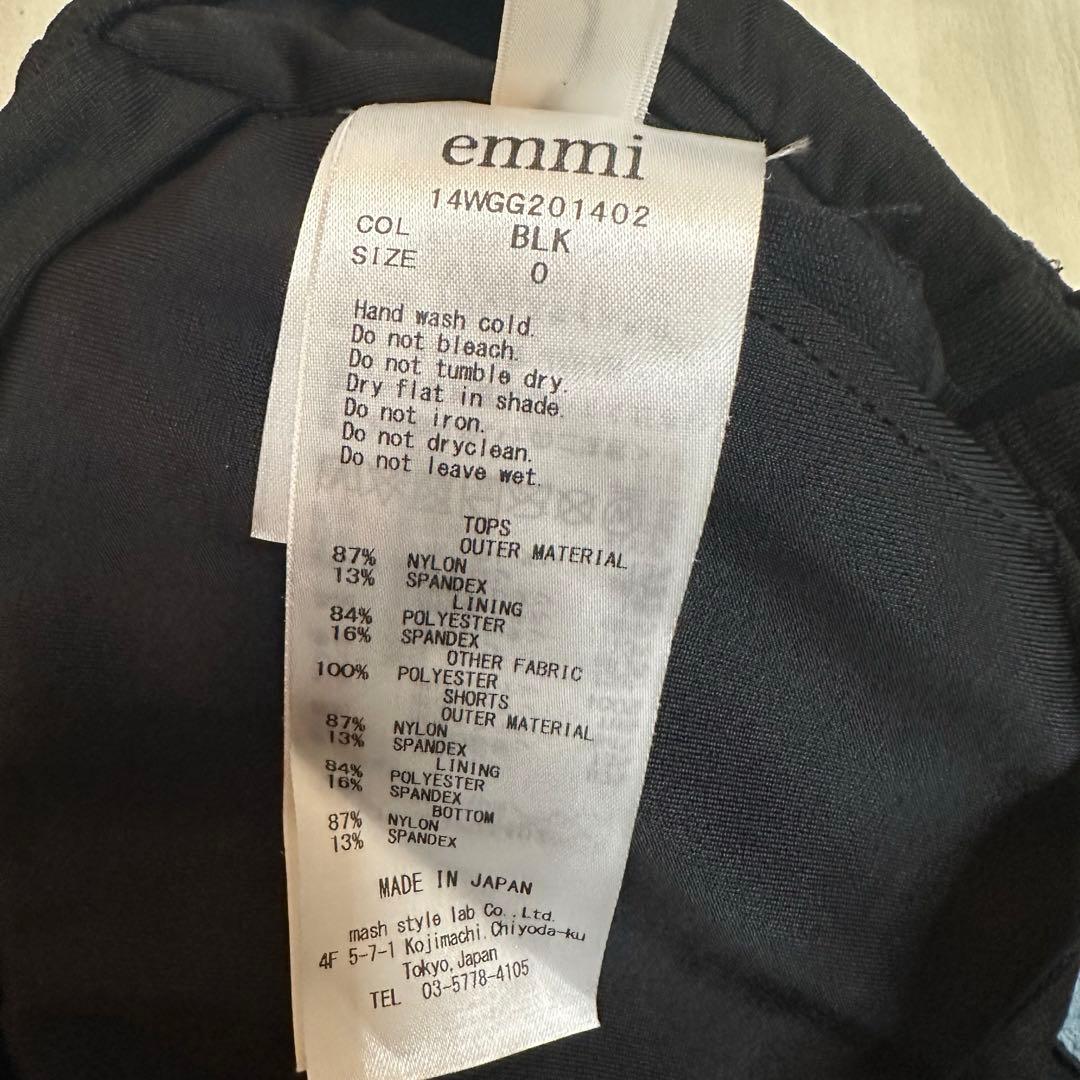 emmi
14WGG201402
COL BLK
SIZE 0
Hand wash cold.
Do not bleach.
Do not tumble dry.
Dry flat in shade.
Do not iron.
Do not dryclean.
Do not leave wet.
TOPS
OUTER MATERIAL
87% NYLON
13% SPANDEX
LINING
84% POLYESTER
16% SPANDEX
OTHER FABRIC
100% POLYESTER
SHORTS
OUTER MATERIAL
87% NYLON
13% SPANDEX
LINING
84% POLYESTER
16% SPANDEX
BOTTOM
87% NYLON
13% SPANDEX
MADE IN JAPAN
mash style lab Co.,Ltd.
4F 5-7-1 Kojimachi,Chiyoda-ku
Tokyo,Japan
TEL 03-5778-4105